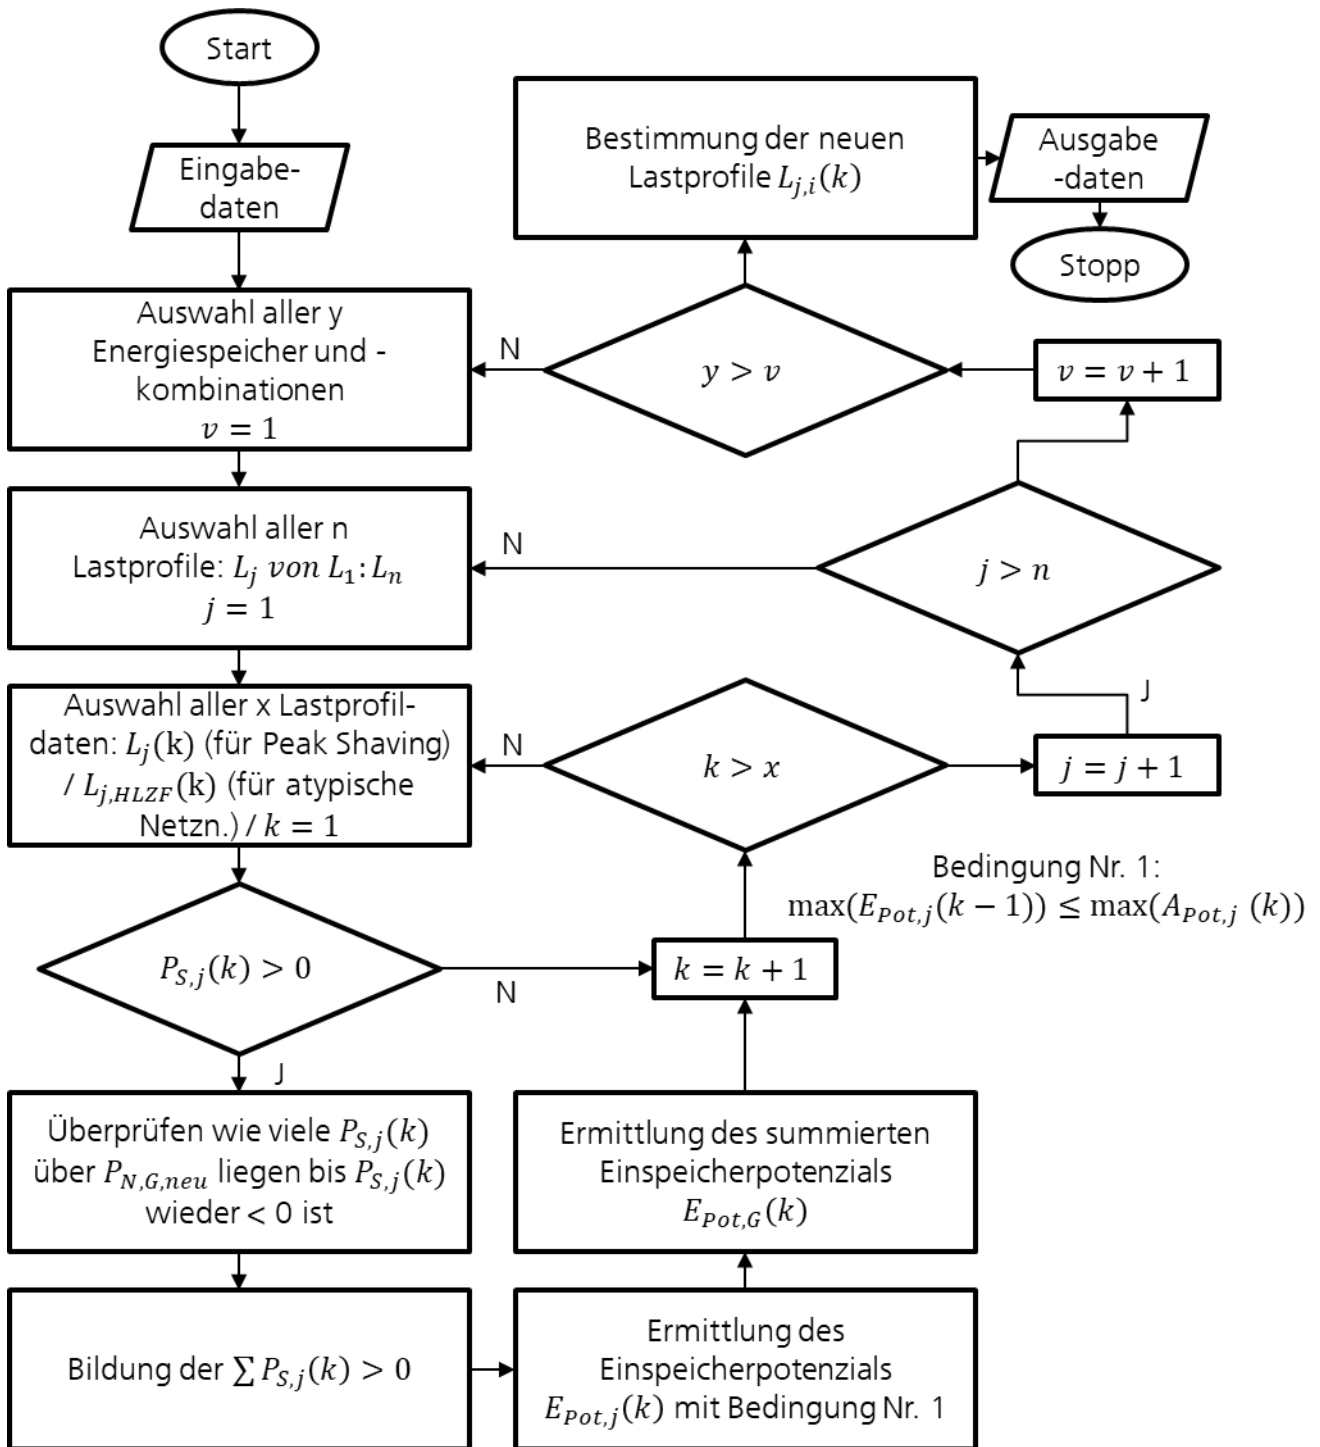 Start
Eingabe-
daten
Auswahl aller y
Energiespeicher und -
kombinationen
v = 1
Auswahl aller n
Lastprofile: L_j von L_1: L_n
j = 1
Auswahl aller x Lastprofil-
daten: L_j(k) (für Peak Shaving)
/ L_{j,HLZF}(k) (für atypische
Netzn.) / k = 1
P_{S,j}(k) > 0
N
J
Überprüfen wie viele P_{S,j}(k)
über P_{N,G,neu} liegen bis P_{S,j}(k)
wieder < 0 ist
Bildung der ∑ P_{S,j}(k) > 0
Ermittlung des
Einspeicherpotenzials
E_{Pot,j}(k) mit Bedingung Nr. 1
Ermittlung des summierten
Einspeicherpotenzials
E_{Pot,G}(k)
k = k + 1
Bedingung Nr. 1:
max(E_{Pot,j}(k − 1)) ≤ max(A_{Pot,j} (k))
k > x
N
j = j + 1
J
j > n
N
v = v + 1
y > v
N
Bestimmung der neuen
Lastprofile L_{j,i}(k)
Ausgabe
-daten
Stopp